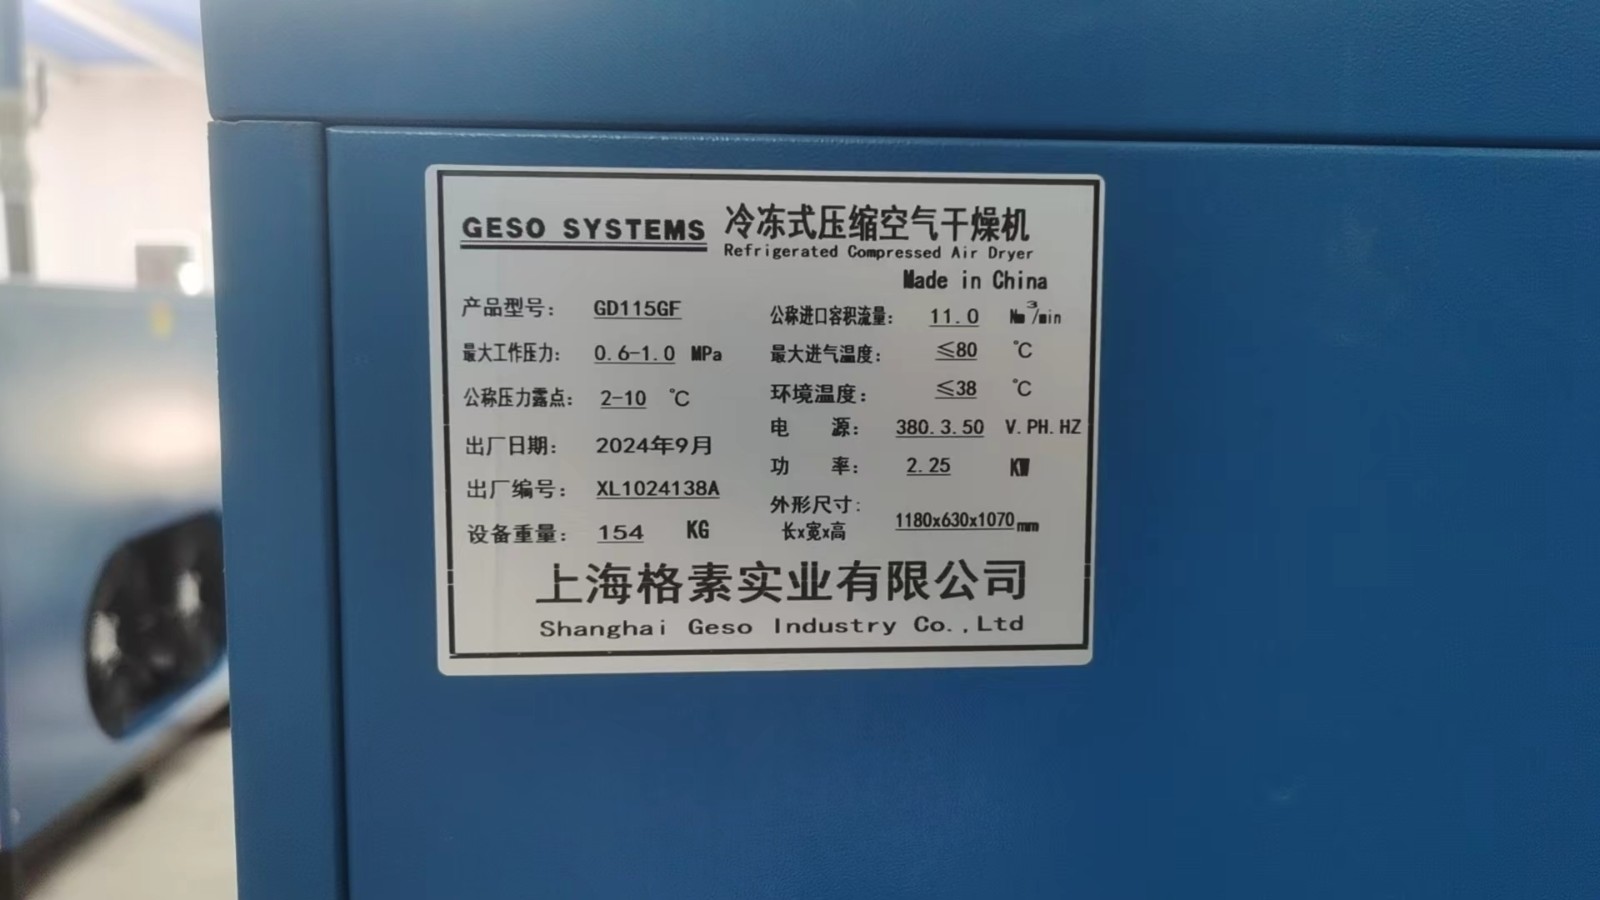 GESO SYSTEMS 冷冻式压缩空气干燥机
Refrigerated Compressed Air Dryer
Made in China
产品型号: GD115GF
公称进口容积流量: 11.0 Nm³/min
最大工作压力: 0.6-1.0 MPa
最大进气温度: ≤80 ℃
公称压力露点: 2-10 ℃
环境温度: ≤38 ℃
电 源: 380.3.50 V.PH.HZ
出厂日期: 2024年9月
功 率: 2.25 KW
出厂编号: XL1024138A
外形尺寸:
长x宽x高 1180x630x1070mm
设备重量: 154 KG
上海格素实业有限公司
Shanghai Geso Industry Co.,Ltd